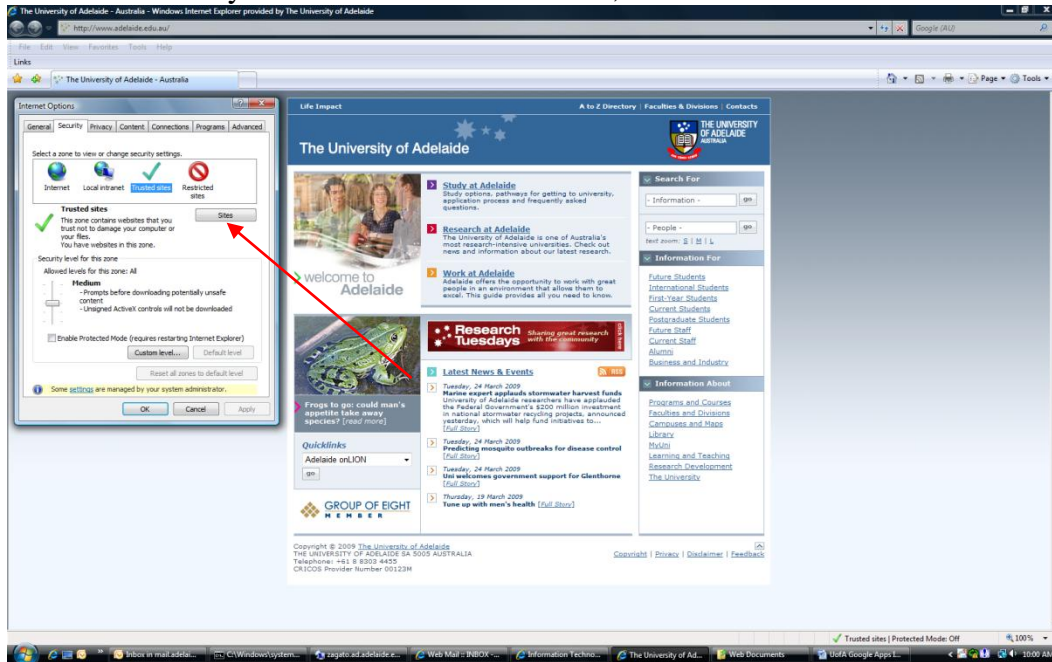 The University of Adelaide - Australia - Windows Internet Explorer provided by The University of Adelaide
http://www.adelaide.edu.au/
Google (AU)
File Edit View Favorites Tools Help
Links
The University of Adelaide - Australia
Page Tools
Internet Options
General Security Privacy Content Connections Programs Advanced
Select a zone to view or change security settings.
Internet Local intranet Trusted sites Restricted sites
Trusted sites
Sites
This zone contains websites that you
trust not to damage your computer or
your files.
You have websites in this zone.
Security level for this zone
Allowed levels for this zone: All
Medium
- Prompts before downloading potentially unsafe
content
- Unsigned ActiveX controls will not be downloaded
Enable Protected Mode (requires restarting Internet Explorer)
Custom level... Default level
Reset all zones to default level
Some settings are managed by your system administrator.
OK Cancel Apply
Life Impact
A to Z Directory | Faculties & Divisions | Contacts
The University of Adelaide
THE UNIVERSITY
OF ADELAIDE
AUSTRALIA
welcome to
Adelaide
Study at Adelaide
Study options, pathways for getting to university,
application process and frequently asked
questions.
Research at Adelaide
The University of Adelaide is one of Australia's
most research-intensive universities. Check out
news and information about our latest research.
Work at Adelaide
Adelaide offers the opportunity to work with great
people in an environment that allows them to
excel. This guide provides all you need to know.
Frogs to go: could man's
appetite take away
species? [read more]
Quicklinks
Adelaide onLION
go
GROUP OF EIGHT
MEMBER
Research
Tuesdays
Sharing great research
with the community
click here
Latest News & Events
RSS
Tuesday, 24 March 2009
Marine expert applauds stormwater harvest funds
University of Adelaide researchers have applauded
the Federal Government's $200 million investment
in national stormwater recycling projects, announced
yesterday, which will help fund initiatives to...
[Full Story]
Tuesday, 24 March 2009
Predicting mosquito outbreaks for disease control
[Full Story]
Tuesday, 24 March 2009
Uni welcomes government support for Glenthorne
[Full Story]
Thursday, 19 March 2009
Tune up with men's health [Full Story]
Search For
- Information - go
- People - go
text zoom: S | M | L
Information For
Future Students
International Students
First-Year Students
Current Students
Postgraduate Students
Future Staff
Current Staff
Alumni
Business and Industry
Information About
Programs and Courses
Faculties and Divisions
Campuses and Maps
Library
MyUni
Learning and Teaching
Research Development
The University
Copyright © 2009 The University of Adelaide
THE UNIVERSITY OF ADELAIDE SA 5005 AUSTRALIA
Telephone: +61 8 8303 4455
CRICOS Provider Number 00123M
Copyright | Privacy | Disclaimer | Feedback
Trusted sites | Protected Mode: Off
100%
Inbox in mail.adelai...
C:\Windows\system...
zagato.ad.adelaide.e...
Web Mail :: INBOX -...
Information Techno...
The University of Ad...
Web Documents
UofA Google Apps I...
10:00 AM